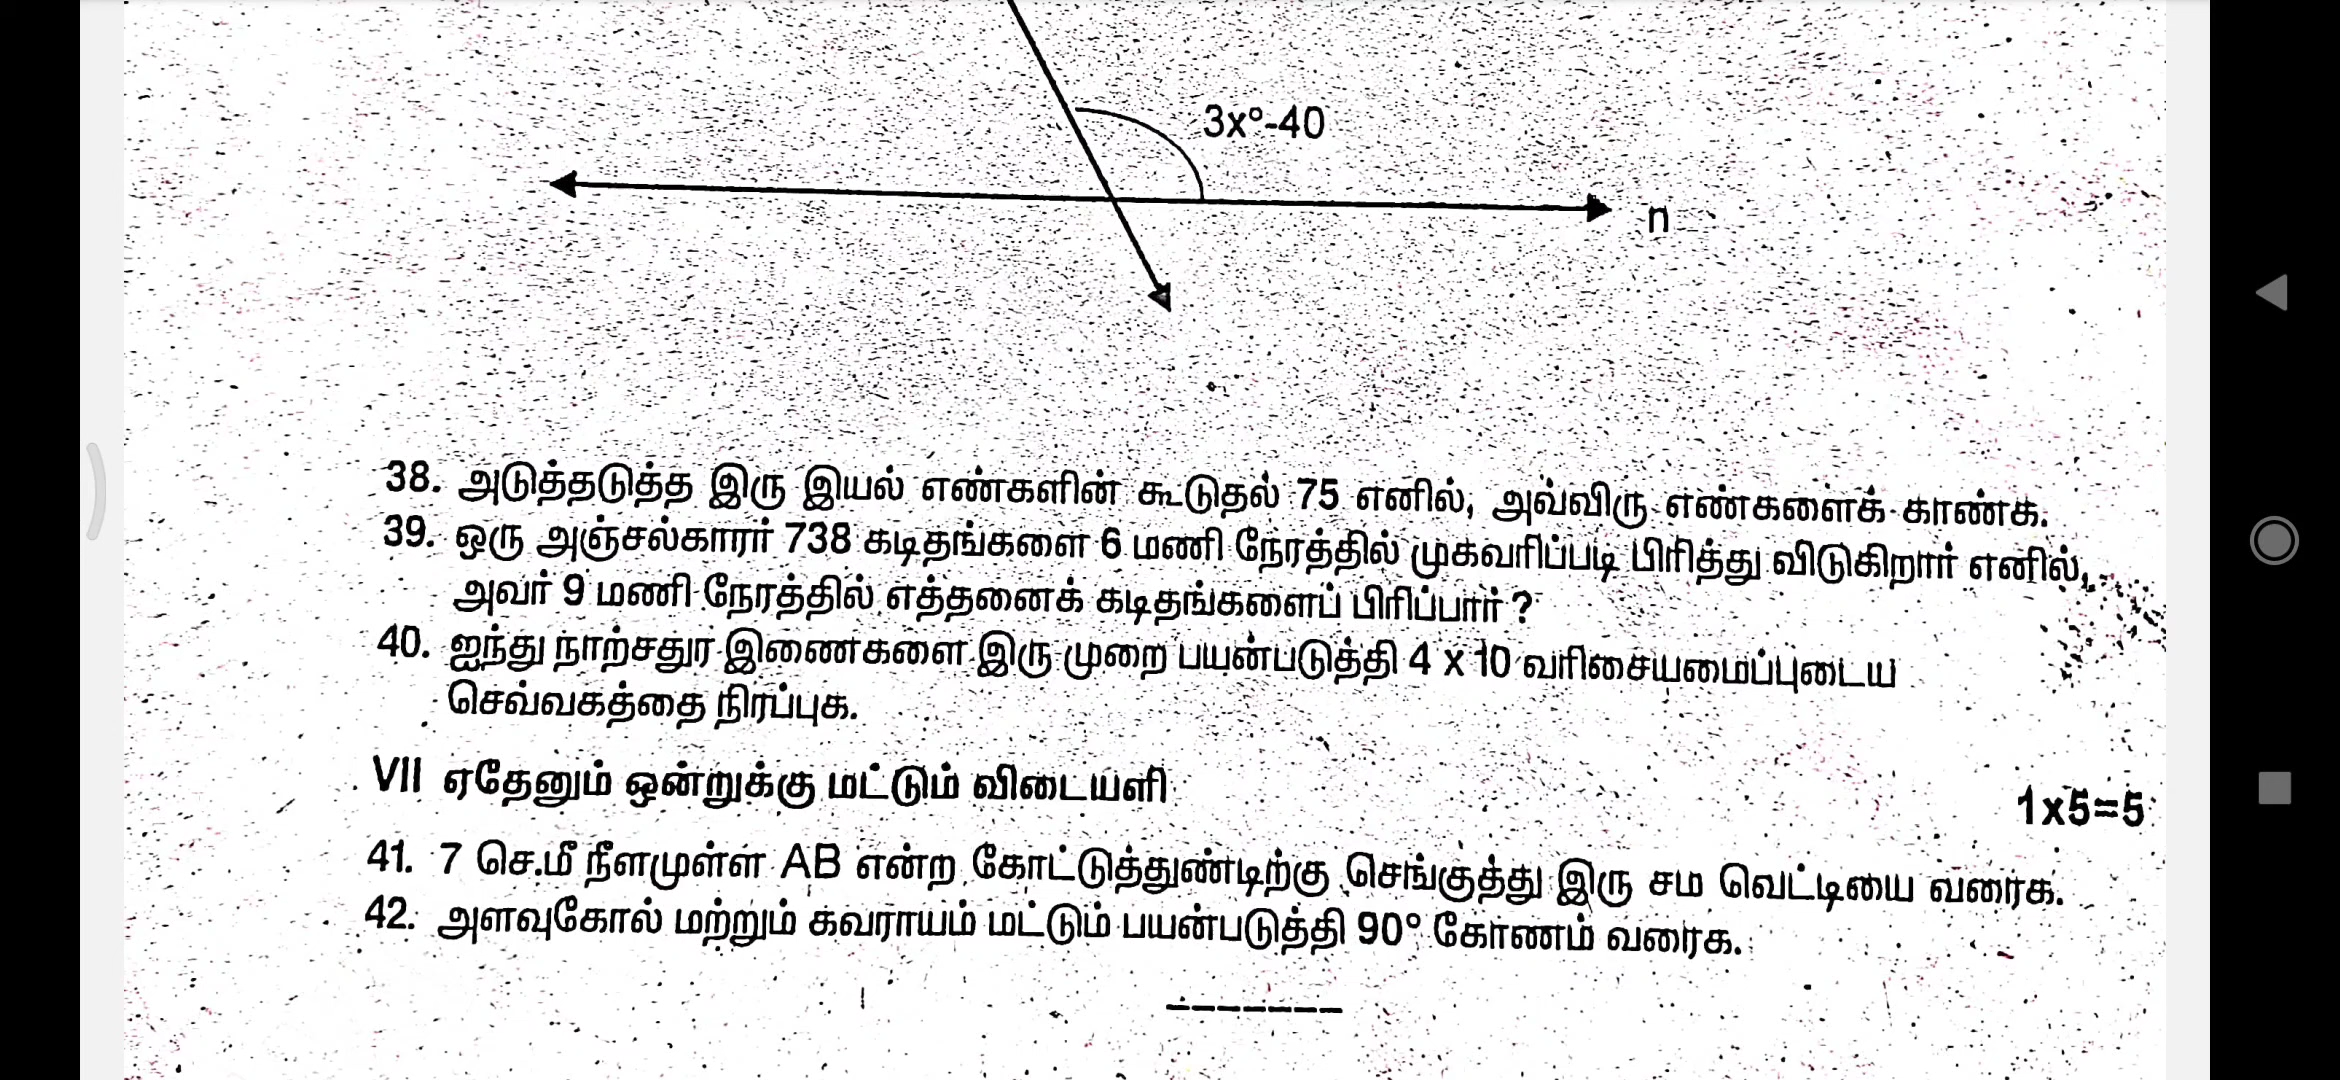 3x°-40
n
38. அடுத்தடுத்த இரு இயல் எண்களின் கூடுதல் 75 எனில், அவ்விரு எண்களைக் காண்க.
39. ஒரு அஞ்சல்காரர் 738 கடிதங்களை 6 மணி நேரத்தில் முகவரிப்படி பிரித்து விடுகிறார் எனில்,
அவர் 9 மணி நேரத்தில் எத்தனைக் கடிதங்களைப் பிரிப்பார் ?
40. ஐந்து நாற்சதுர இணைகளை இரு முறை பயன்படுத்தி 4 x 10 வரிசையமைப்புடைய
செவ்வகத்தை நிரப்புக.
VII ஏதேனும் ஒன்றுக்கு மட்டும் விடையளி
1x5=5
41. 7 செ.மீ நீளமுள்ள AB என்ற கோட்டுத்துண்டிற்கு செங்குத்து இரு சம வெட்டியை வரைக.
42. அளவுகோல் மற்றும் கவராயம் மட்டும் பயன்படுத்தி 90° கோணம் வரைக.